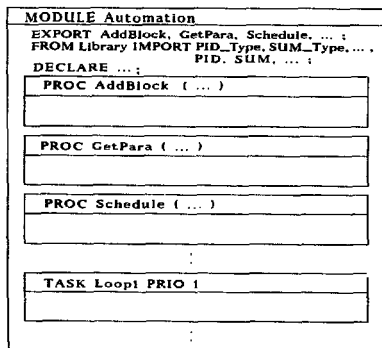 MODULE Automation
EXPORT AddBlock, GetPara, Schedule, ... ;
FROM Library IMPORT PID_Type, SUM_Type, ... ,
PID, SUM, ... ;
DECLARE ... ;
PROC AddBlock ( ... )
PROC GetPara ( ... )
PROC Schedule ( ... )
:
TASK Loop1 PRIO 1
: